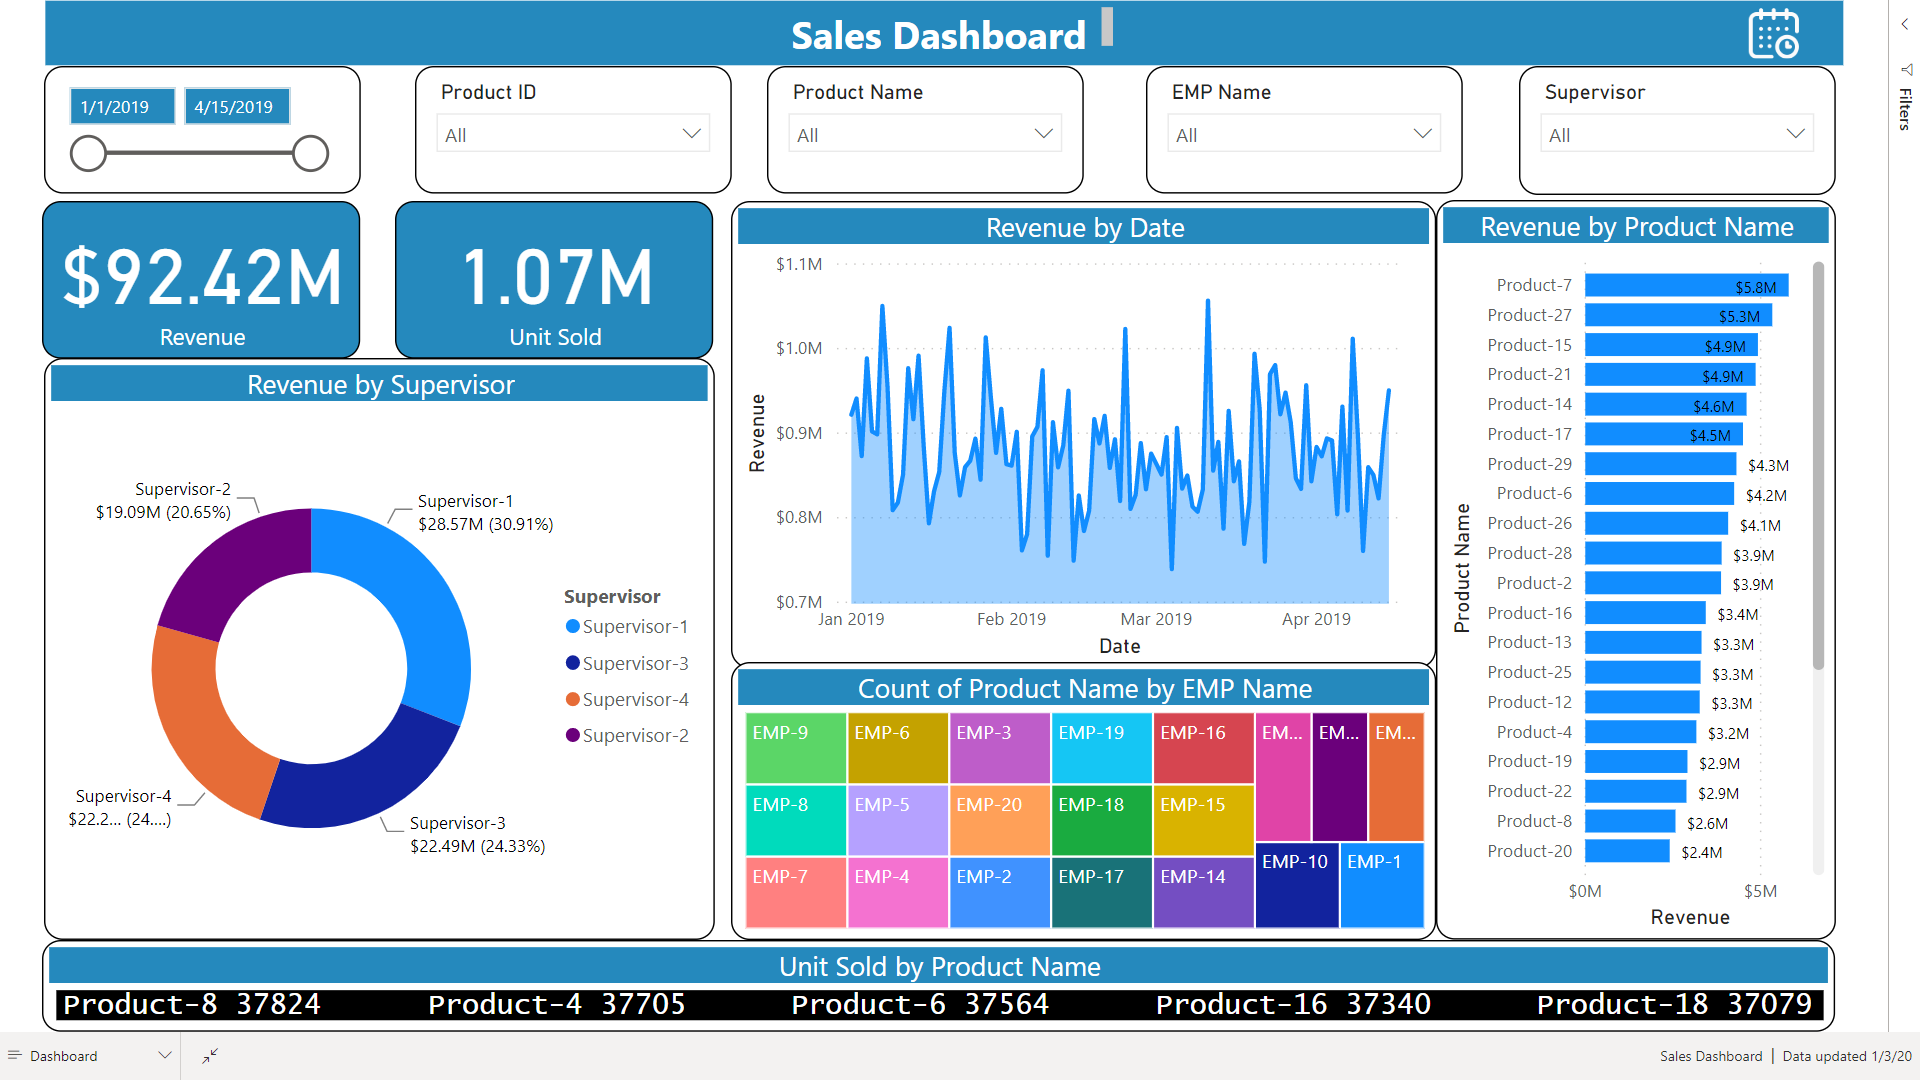 Sales Dashboard
1/1/2019 4/15/2019
Product ID
All
Product Name
All
EMP Name
All
Supervisor
All
Filters
$92.42M
Revenue
1.07M
Unit Sold
Revenue by Supervisor
Supervisor-2
$19.09M (20.65%)
Supervisor-1
$28.57M (30.91%)
Supervisor-4
$22.2... (24....)
Supervisor-3
$22.49M (24.33%)
Supervisor
Supervisor-1
Supervisor-3
Supervisor-4
Supervisor-2
Revenue by Date
Revenue
$1.1M
$1.0M
$0.9M
$0.8M
$0.7M
Jan 2019 Feb 2019 Mar 2019 Apr 2019
Date
Count of Product Name by EMP Name
EMP-9 EMP-6 EMP-3 EMP-19 EMP-16 EM... EM... EM...
EMP-8 EMP-5 EMP-20 EMP-18 EMP-15
EMP-10 EMP-1
EMP-7 EMP-4 EMP-2 EMP-17 EMP-14
Revenue by Product Name
Product Name
Product-7 $5.8M
Product-27 $5.3M
Product-15 $4.9M
Product-21 $4.9M
Product-14 $4.6M
Product-17 $4.5M
Product-29 $4.3M
Product-6 $4.2M
Product-26 $4.1M
Product-28 $3.9M
Product-2 $3.9M
Product-16 $3.4M
Product-13 $3.3M
Product-25 $3.3M
Product-12 $3.3M
Product-4 $3.2M
Product-19 $2.9M
Product-22 $2.9M
Product-8 $2.6M
Product-20 $2.4M
$0M $5M
Revenue
Unit Sold by Product Name
Product-8 37824 Product-4 37705 Product-6 37564 Product-16 37340 Product-18 37079
Dashboard
Sales Dashboard | Data updated 1/3/20